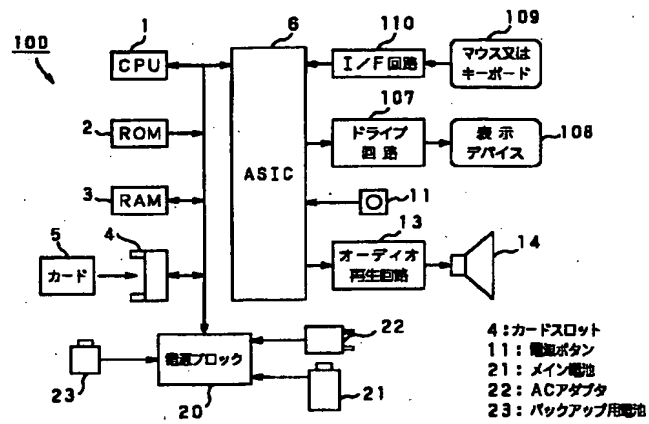 100
1
CPU
2
ROM
3
RAM
5
カード
4
6
ASIC
110
I/F回路
109
マウス又は
キーボード
107
ドライブ
回路
表示
デバイス
108
11
13
オーディオ
再生回路
14
電源ブロック
20
22
21
23
4:カードスロット
11:電源ボタン
21:メイン電池
22:ACアダプタ
23:バックアップ用電池